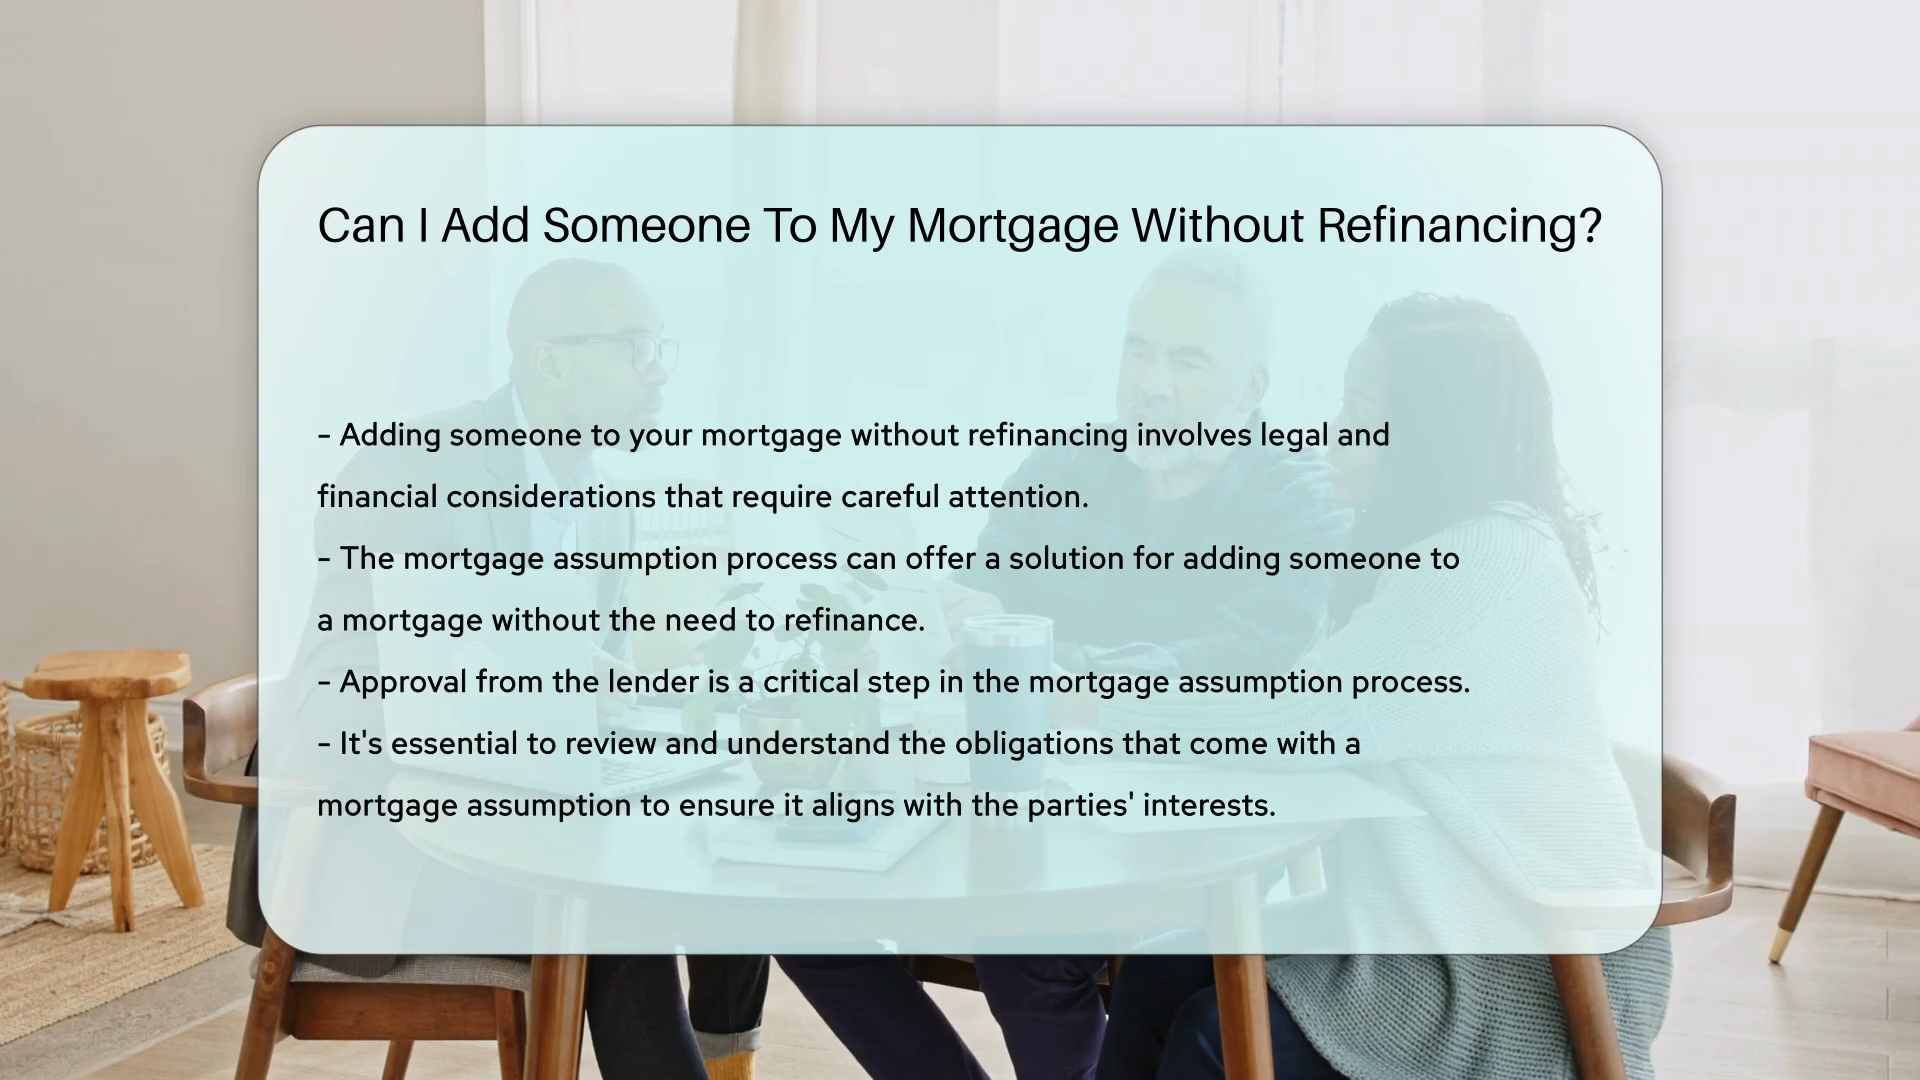 Can I Add Someone To My Mortgage Without Refinancing?
- Adding someone to your mortgage without refinancing involves legal and
financial considerations that require careful attention.
- The mortgage assumption process can offer a solution for adding someone to
a mortgage without the need to refinance.
- Approval from the lender is a critical step in the mortgage assumption process.
- It's essential to review and understand the obligations that come with a
mortgage assumption to ensure it aligns with the parties' interests.